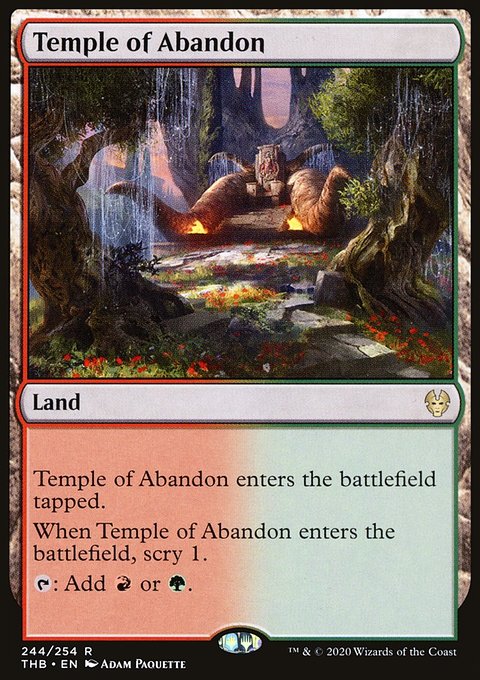 Temple of Abandon
Land
Temple of Abandon enters the battlefield
tapped.
When Temple of Abandon enters the
battlefield, scry 1.
: Add or .
244/254 R
THB • EN Adam Paquette
™ & © 2020 Wizards of the Coast